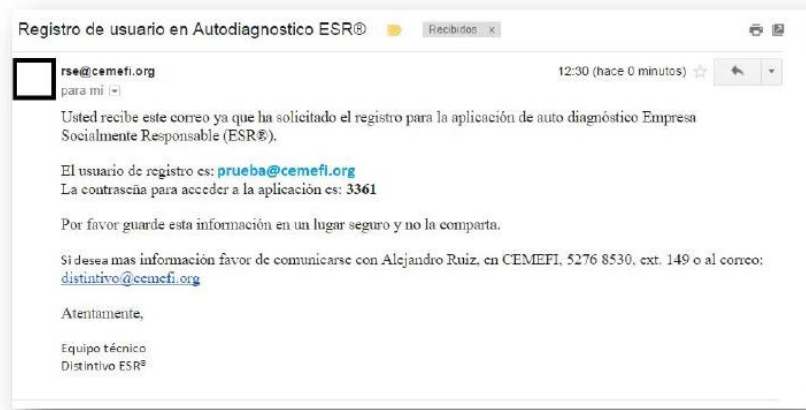 Registro de usuario en Autodiagnostico ESR® Recibidos x
rse@cemefi.org 12:30 (hace 0 minutos)
para mí
Usted recibe este correo ya que ha solicitado el registro para la aplicación de auto diagnóstico Empresa
Socialmente Responsable (ESR®).
El usuario de registro es: prueba@cemefi.org
La contraseña para acceder a la aplicación es: 3361
Por favor guarde esta información en un lugar seguro y no la comparta.
Si desea mas información favor de comunicarse con Alejandro Ruiz, en CEMEFI, 5276 8530, ext. 149 o al correo:
distintivo@cemefi.org
Atentamente,
Equipo técnico
Distintivo ESR®